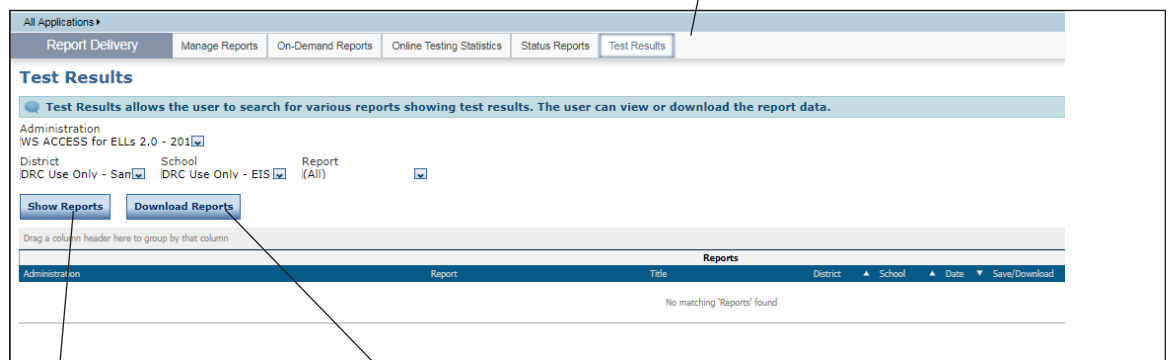 All Applications
Report Delivery Manage Reports On-Demand Reports Online Testing Statistics Status Reports Test Results
Test Results
Test Results allows the user to search for various reports showing test results. The user can view or download the report data.
Administration
WS ACCESS for ELLs 2.0 - 201
District School Report
DRC Use Only - San DRC Use Only - EIS (All)
Show Reports Download Reports
Drag a column header here to group by that column
Reports
Administration Report Title District School Date Save/Download
No matching 'Reports' found